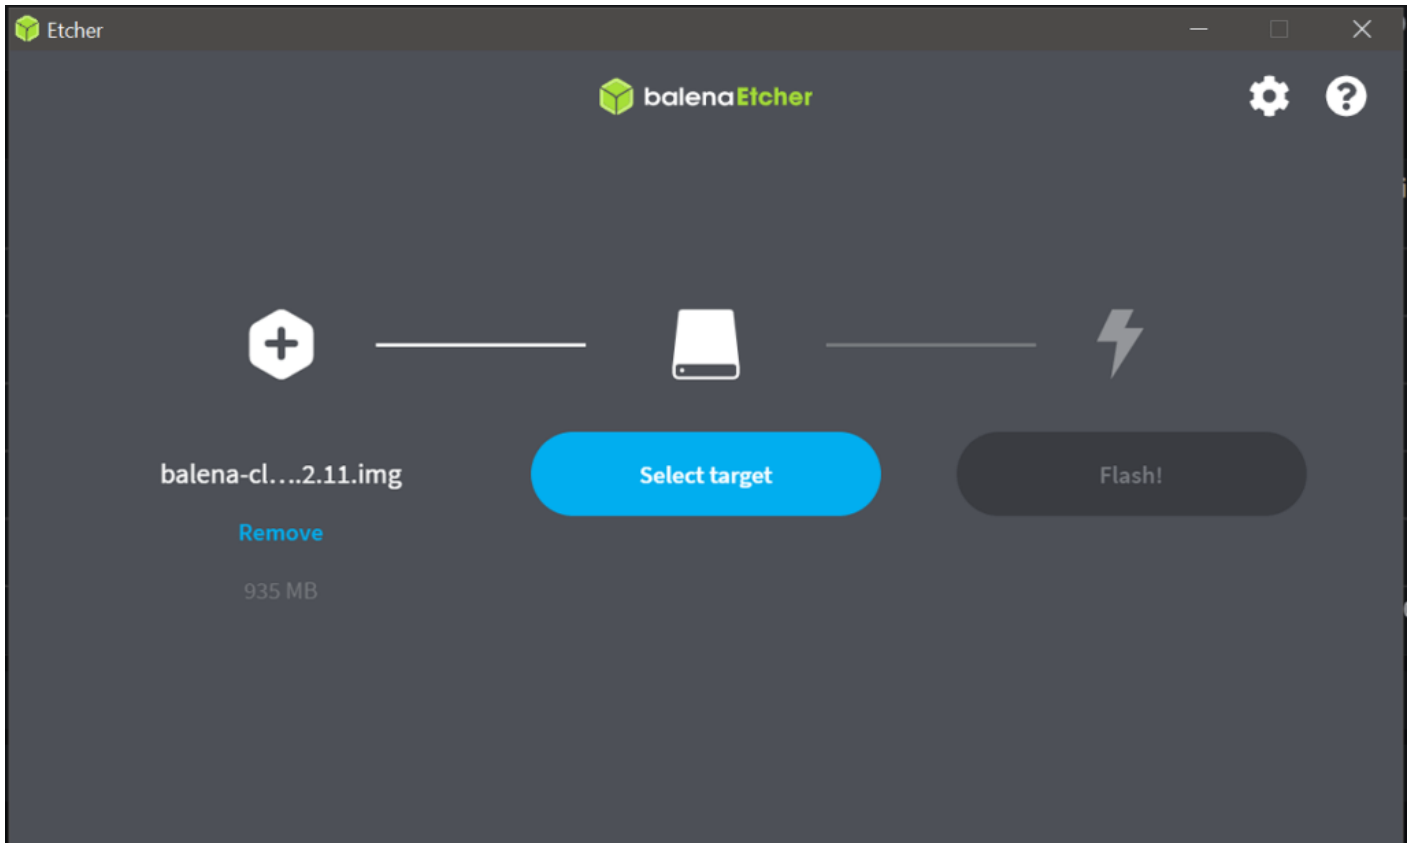 Etcher
balenaEtcher
balena-cl....2.11.img
Select target
Flash!
Remove
935 MB